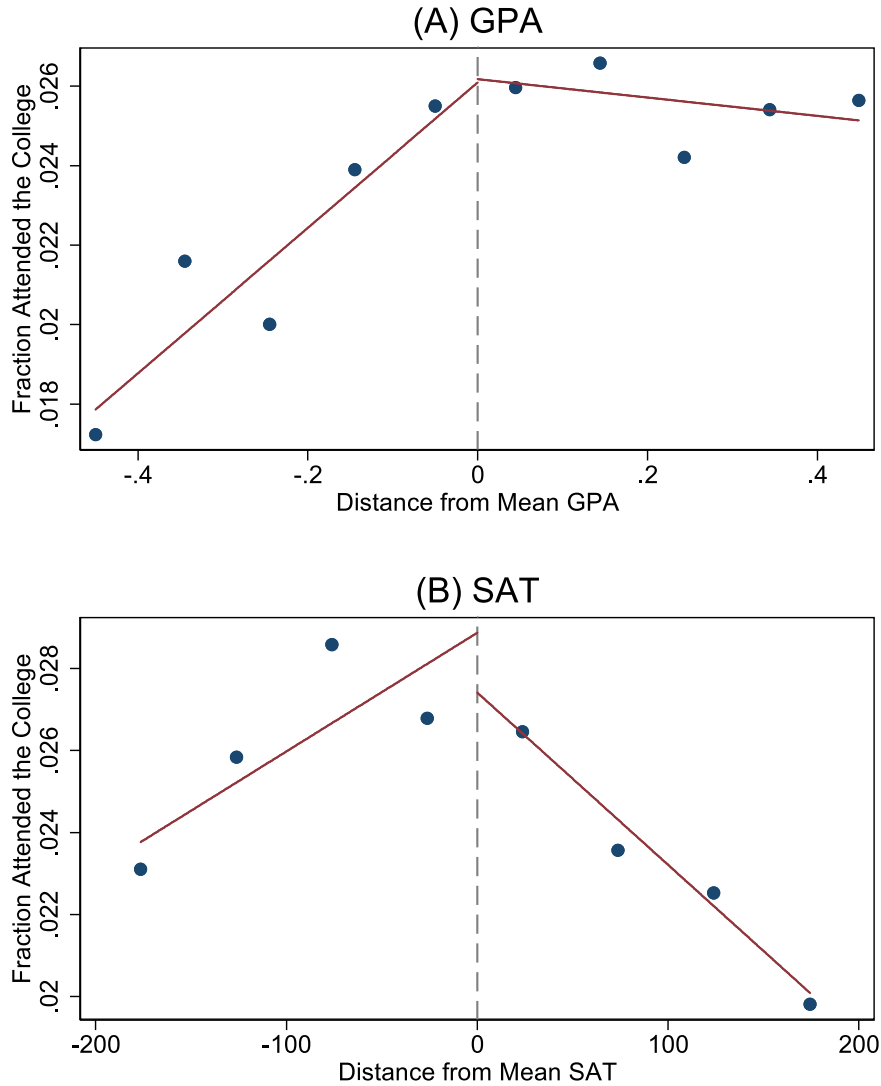 (A) GPA
Fraction Attended the College
.026
.024
.022
.02
.018
-.4 -.2 0 .2 .4
Distance from Mean GPA
(B) SAT
Fraction Attended the College
.028
.026
.024
.022
.02
-200 -100 0 100 200
Distance from Mean SAT